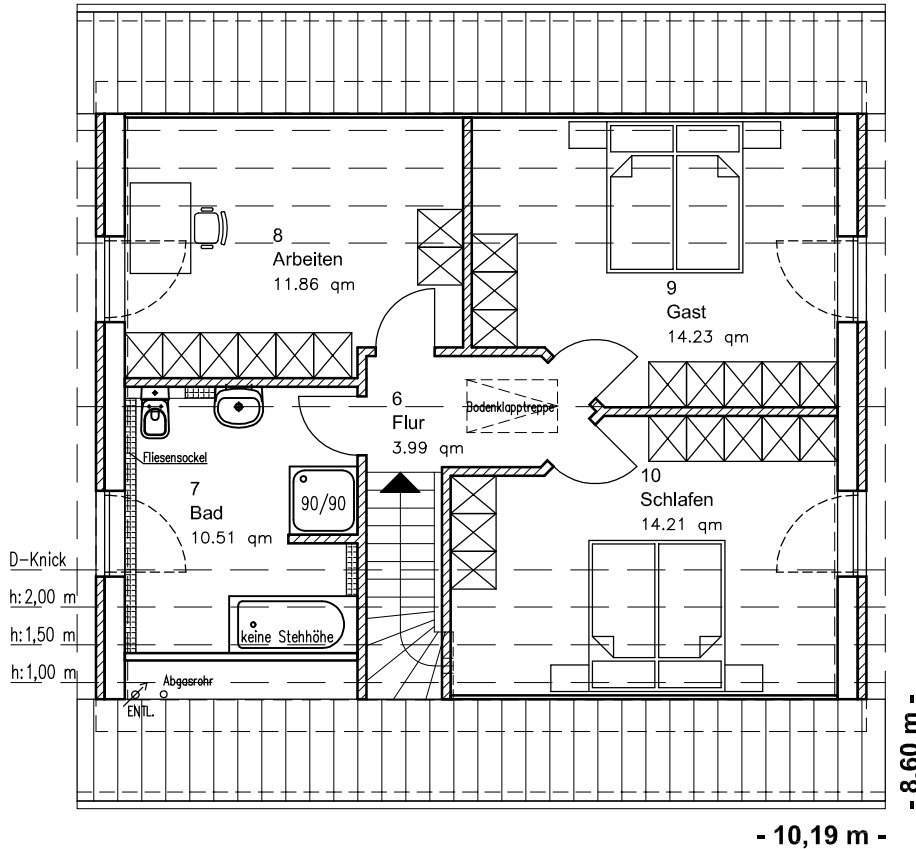 8
Arbeiten
11.86 qm
9
Gast
14.23 qm
6
Flur
3.99 qm
Bodenklapptreppe
Fliesensockel
7
Bad
10.51 qm
90/90
10
Schlafen
14.21 qm
D-Knick
h:2,00 m
h:1,50 m
h:1,00 m
keine Stehhöhe
Abgasrohr
ENTL.
- 8,60 m -
- 10,19 m -